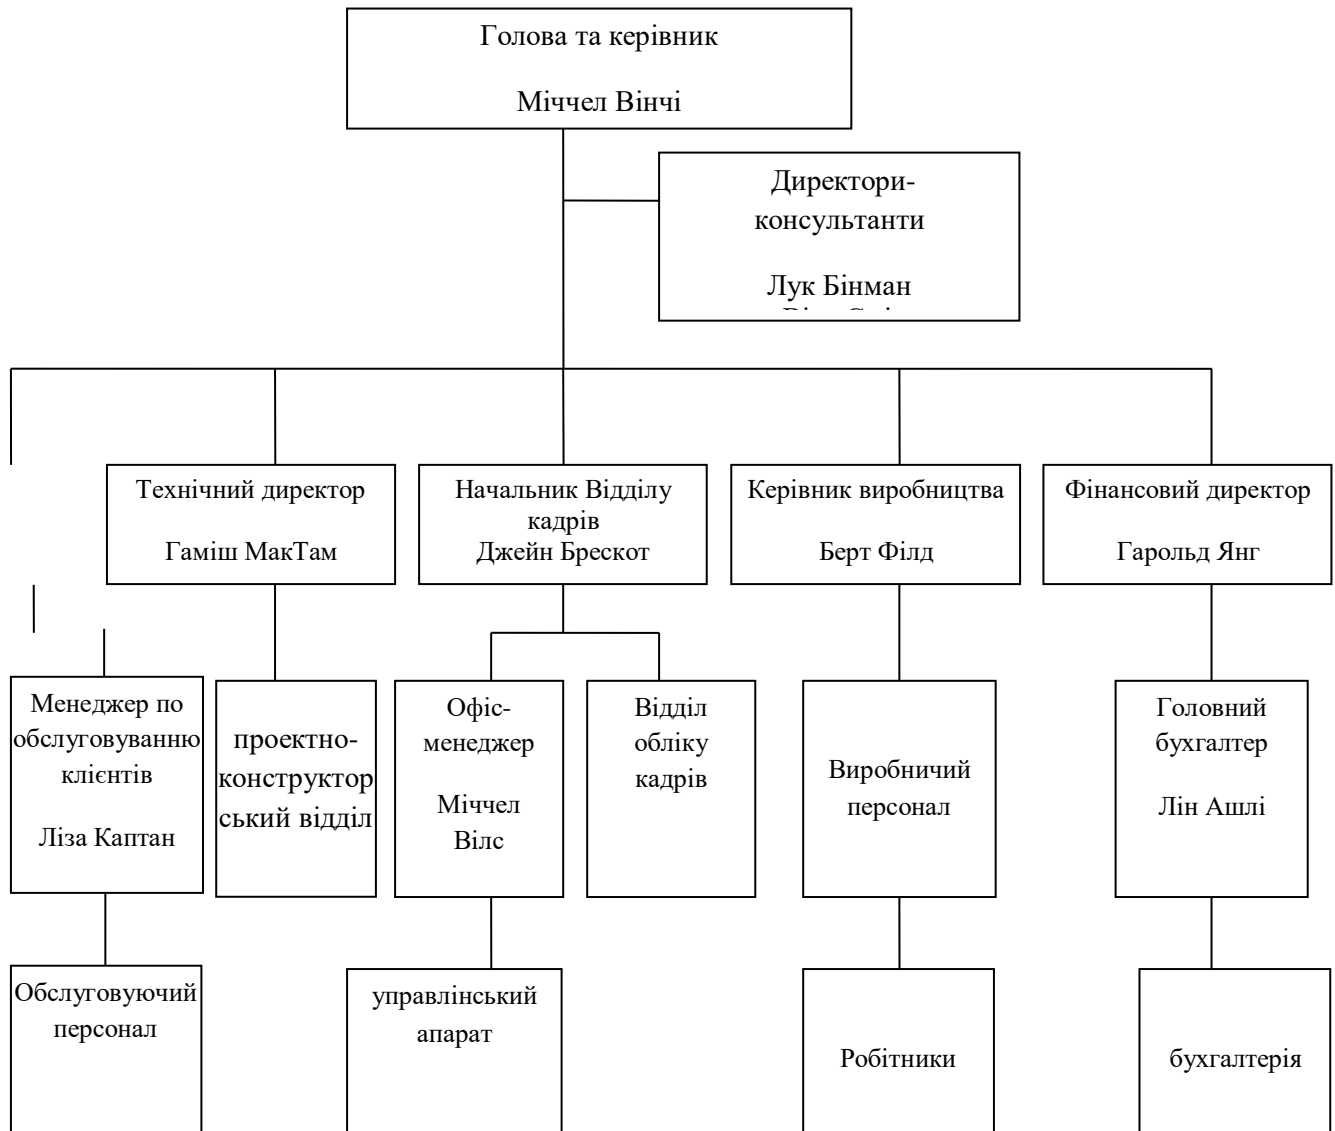 Голова та керівник
Міччел Вінчі
Директори-
консультанти
Лук Бінман
Технічний директор
Гаміш МакТам
Начальник Відділу
кадрів
Джейн Брескот
Керівник виробництва
Берт Філд
Фінансовий директор
Гарольд Янг
Менеджер по
обслуговуванню
клієнтів
Ліза Каптан
проектно-
конструктор
ський відділ
Офіс-
менеджер
Міччел
Вілс
Відділ
обліку
кадрів
Виробничий
персонал
Головний
бухгалтер
Лін Ашлі
Обслуговуючий
персонал
управлінський
апарат
Робітники
бухгалтерія